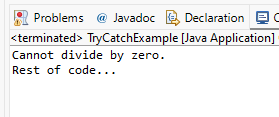 Problems @ Javadoc Declaration
<terminated> TryCatchExample [Java Application]
Cannot divide by zero.
Rest of code...